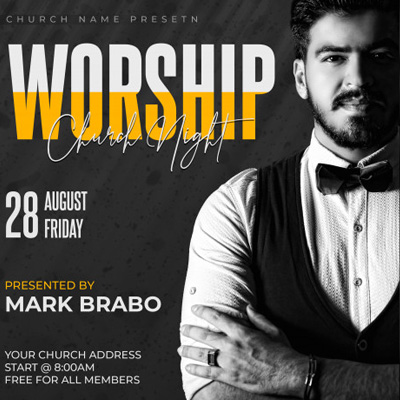 CHURCH NAME PRESETN
WORSHIP
Church Night
28 AUGUST
FRIDAY
PRESENTED BY
MARK BRABO
YOUR CHURCH ADDRESS
START @ 8:00AM
FREE FOR ALL MEMBERS